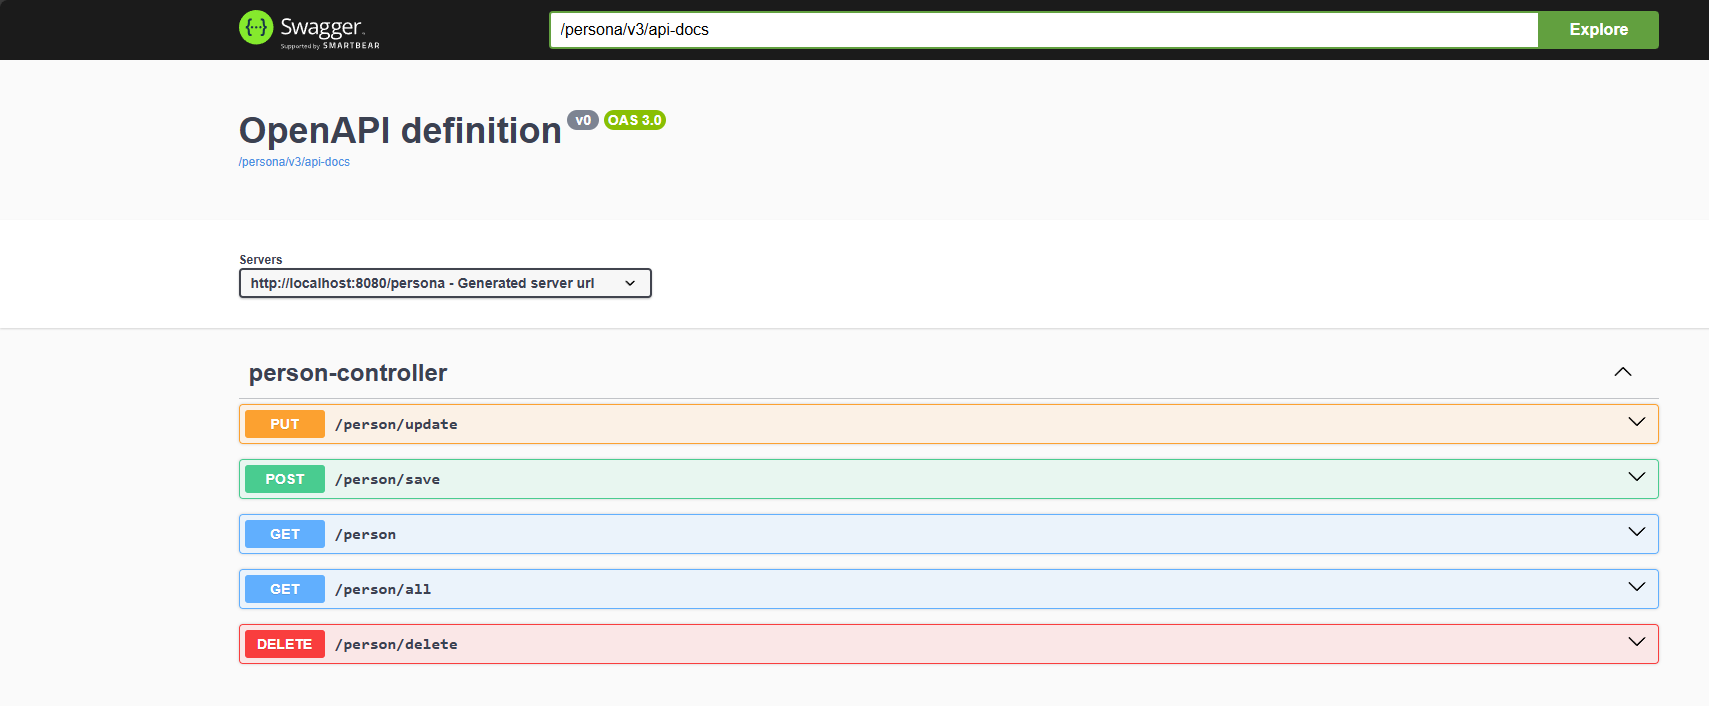 Swagger.
Supported by SMARTBEAR
/persona/v3/api-docs
Explore
OpenAPI definition v0 OAS 3.0
/persona/v3/api-docs
Servers
http://localhost:8080/persona - Generated server url
person-controller
PUT /person/update
POST /person/save
GET /person
GET /person/all
DELETE /person/delete